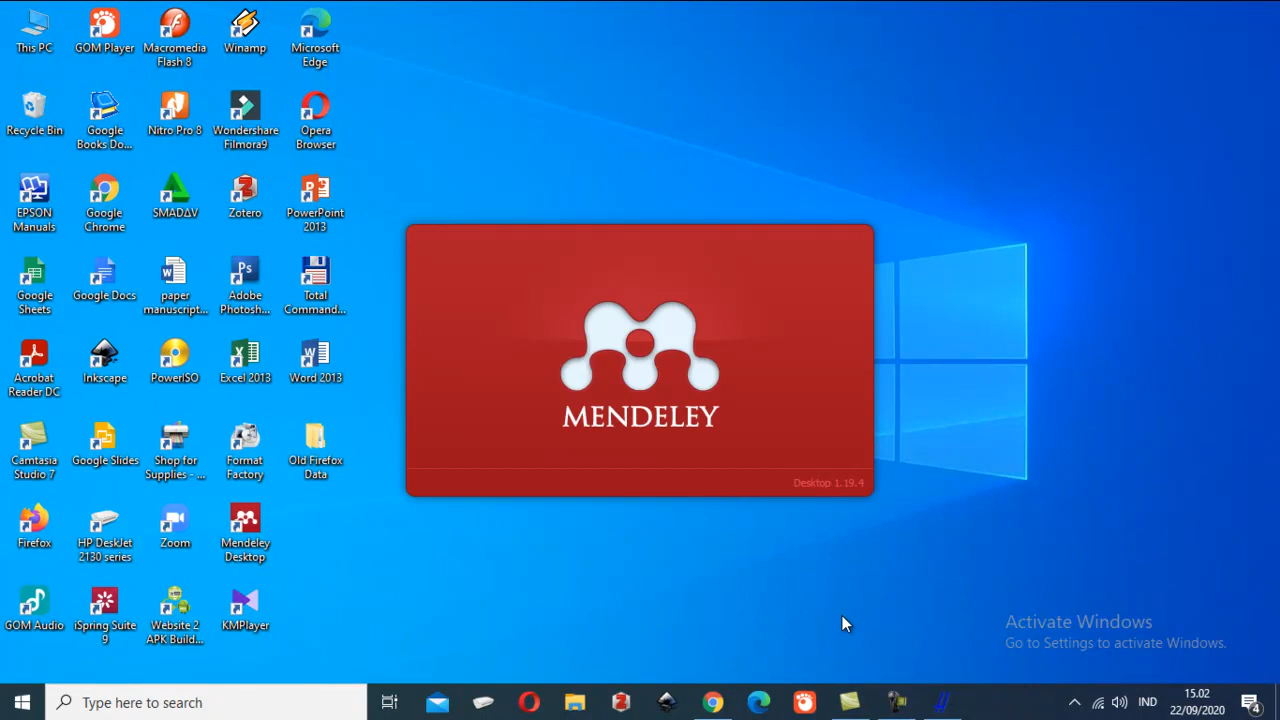 This PC
GOM Player
Macromedia
Flash 8
Winamp
Microsoft
Edge
Recycle Bin
Google
Books Do...
Nitro Pro 8
Wondershare
Filmora9
Opera
Browser
EPSON
Manuals
Google
Chrome
SMADΔV
Zotero
PowerPoint
2013
Google
Sheets
Google Docs
paper
manuscript...
Adobe
Photosh...
Total
Command...
Acrobat
Reader DC
Inkscape
PowerISO
Excel 2013
Word 2013
Camtasia
Studio 7
Google Slides
Shop for
Supplies - ...
Format
Factory
Old Firefox
Data
Firefox
HP DeskJet
2130 series
Zoom
Mendeley
Desktop
GOM Audio
iSpring Suite
9
Website 2
APK Build...
KMPlayer
MENDELEY
Desktop 1.19.4
Activate Windows
Go to Settings to activate Windows.
Type here to search
IND
15.02
22/09/2020
4